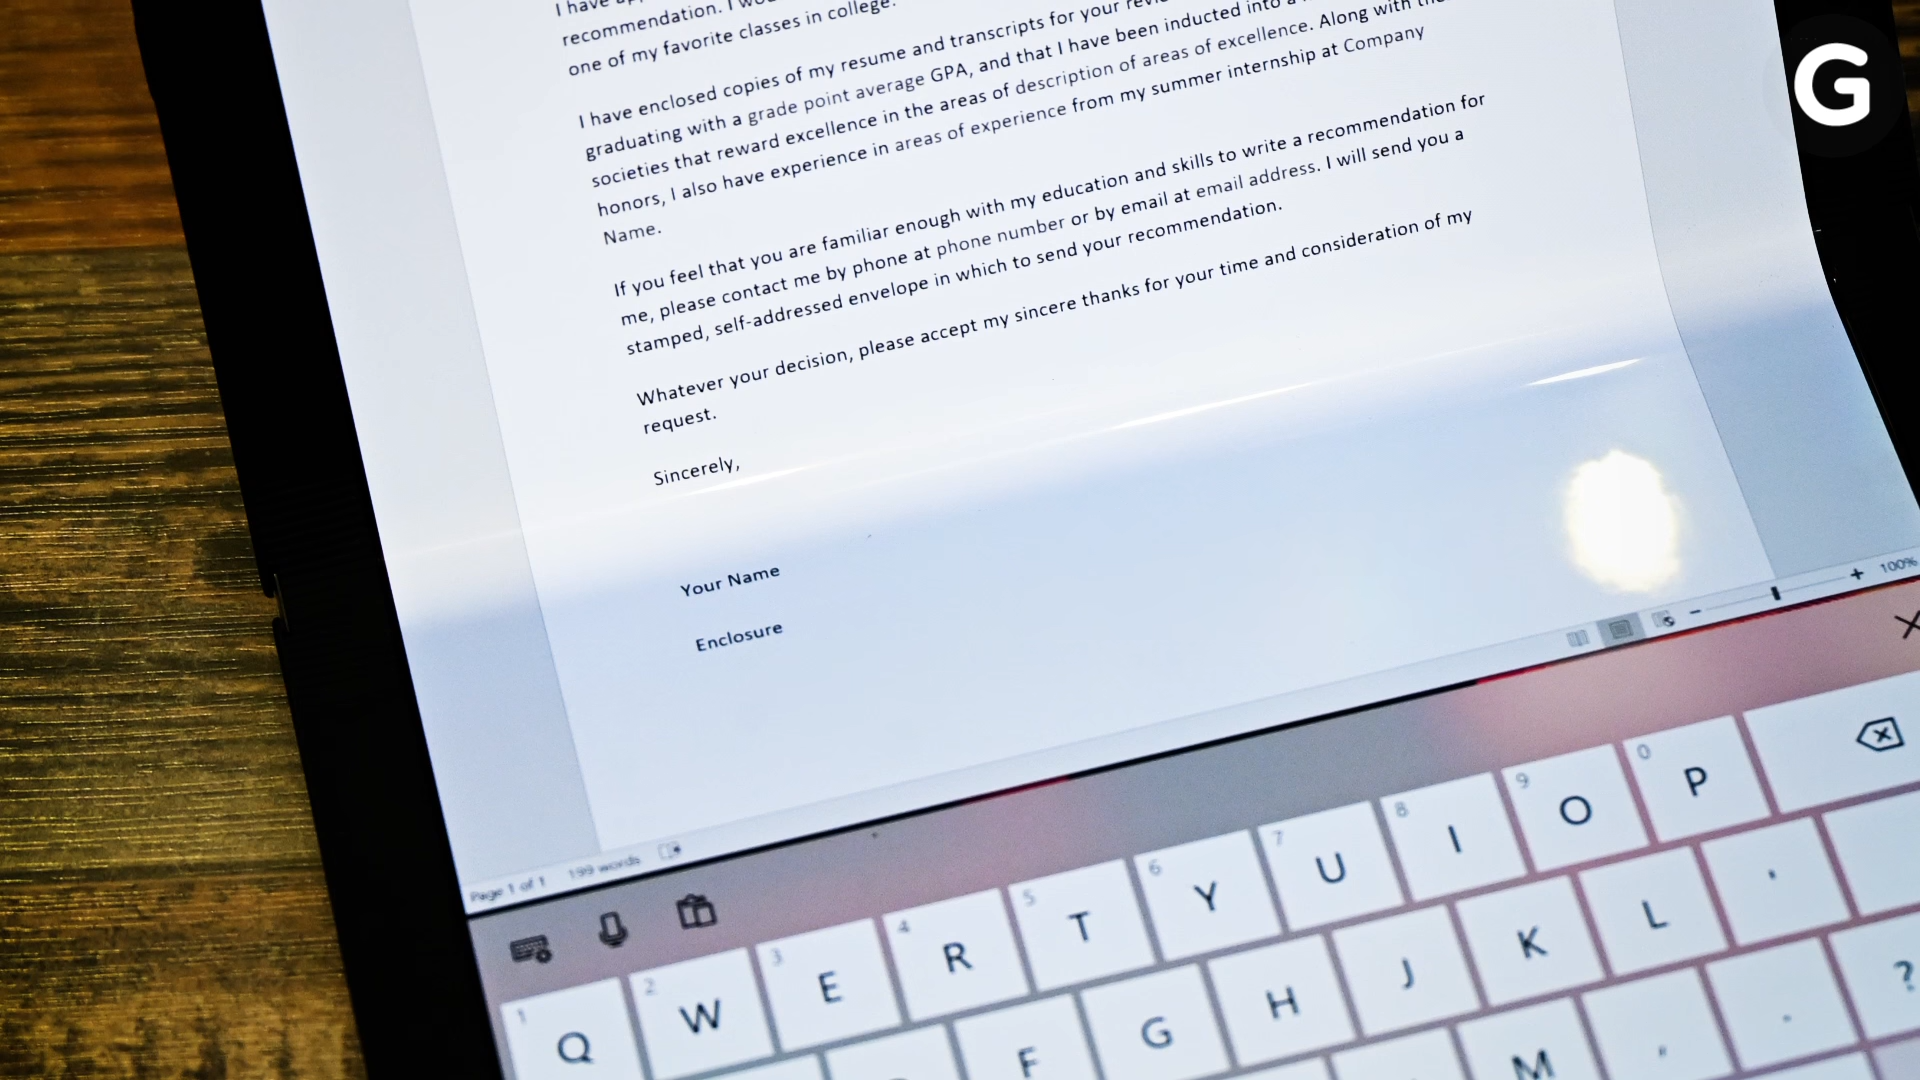 I have
recommendation. I
one of my favorite classes in college.
I have enclosed copies of my resume and transcripts for your
graduating with a grade point average GPA, and that I have been inducted into a
societies that reward excellence in the areas of description of areas of excellence. Along with
honors, I also have experience in areas of experience from my summer internship at Company
Name.
If you feel that you are familiar enough with my education and skills to write a recommendation for
me, please contact me by phone at phone number or by email at email address. I will send you a
stamped, self-addressed envelope in which to send your recommendation.
Whatever your decision, please accept my sincere thanks for your time and consideration of my
request.
Sincerely,
Your Name
Enclosure
Page 1 of 1 199 words
100%
1 2 3 4 5 6 7 8 9 0
Q W E R T Y U I O P
F G H J K L '
M , . ?
G